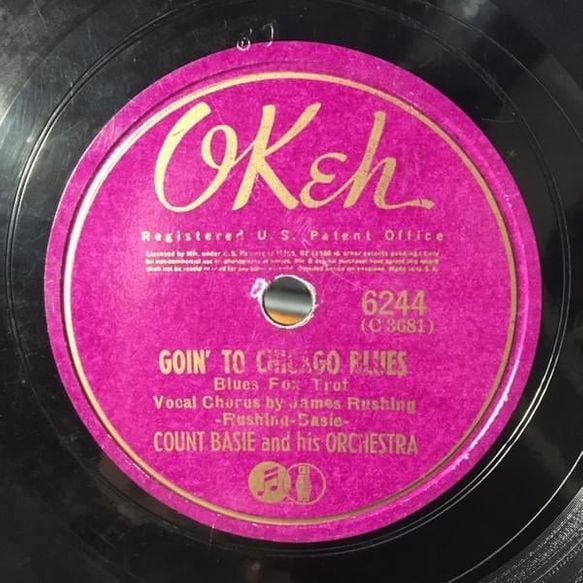 OKeh
Registered U. S. Patent Office
6244
(C 3681)
GOIN' TO CHICAGO BLUES
Blues Fox Trot
Vocal Chorus by James Rushing
-Rushing-Basie-
COUNT BASIE and his ORCHESTRA